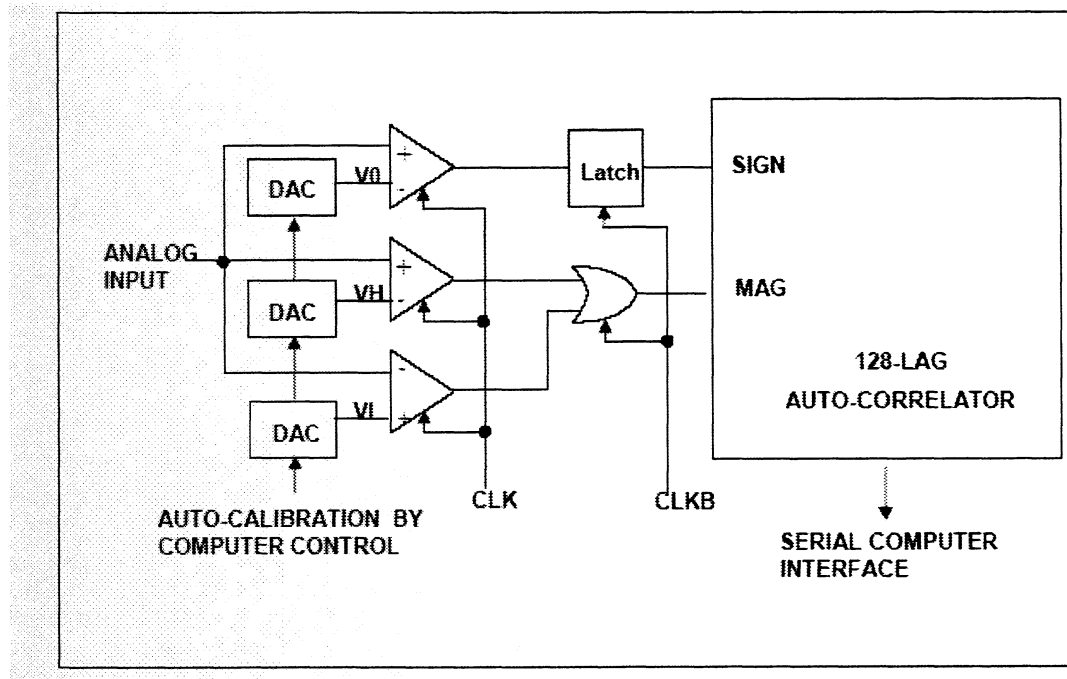 DAC
V0
+
-
Latch
SIGN
ANALOG
INPUT
DAC
VH
+
-
MAG
DAC
VL
-
+
128-LAG
AUTO-CORRELATOR
CLK
CLKB
AUTO-CALIBRATION BY
COMPUTER CONTROL
SERIAL COMPUTER
INTERFACE